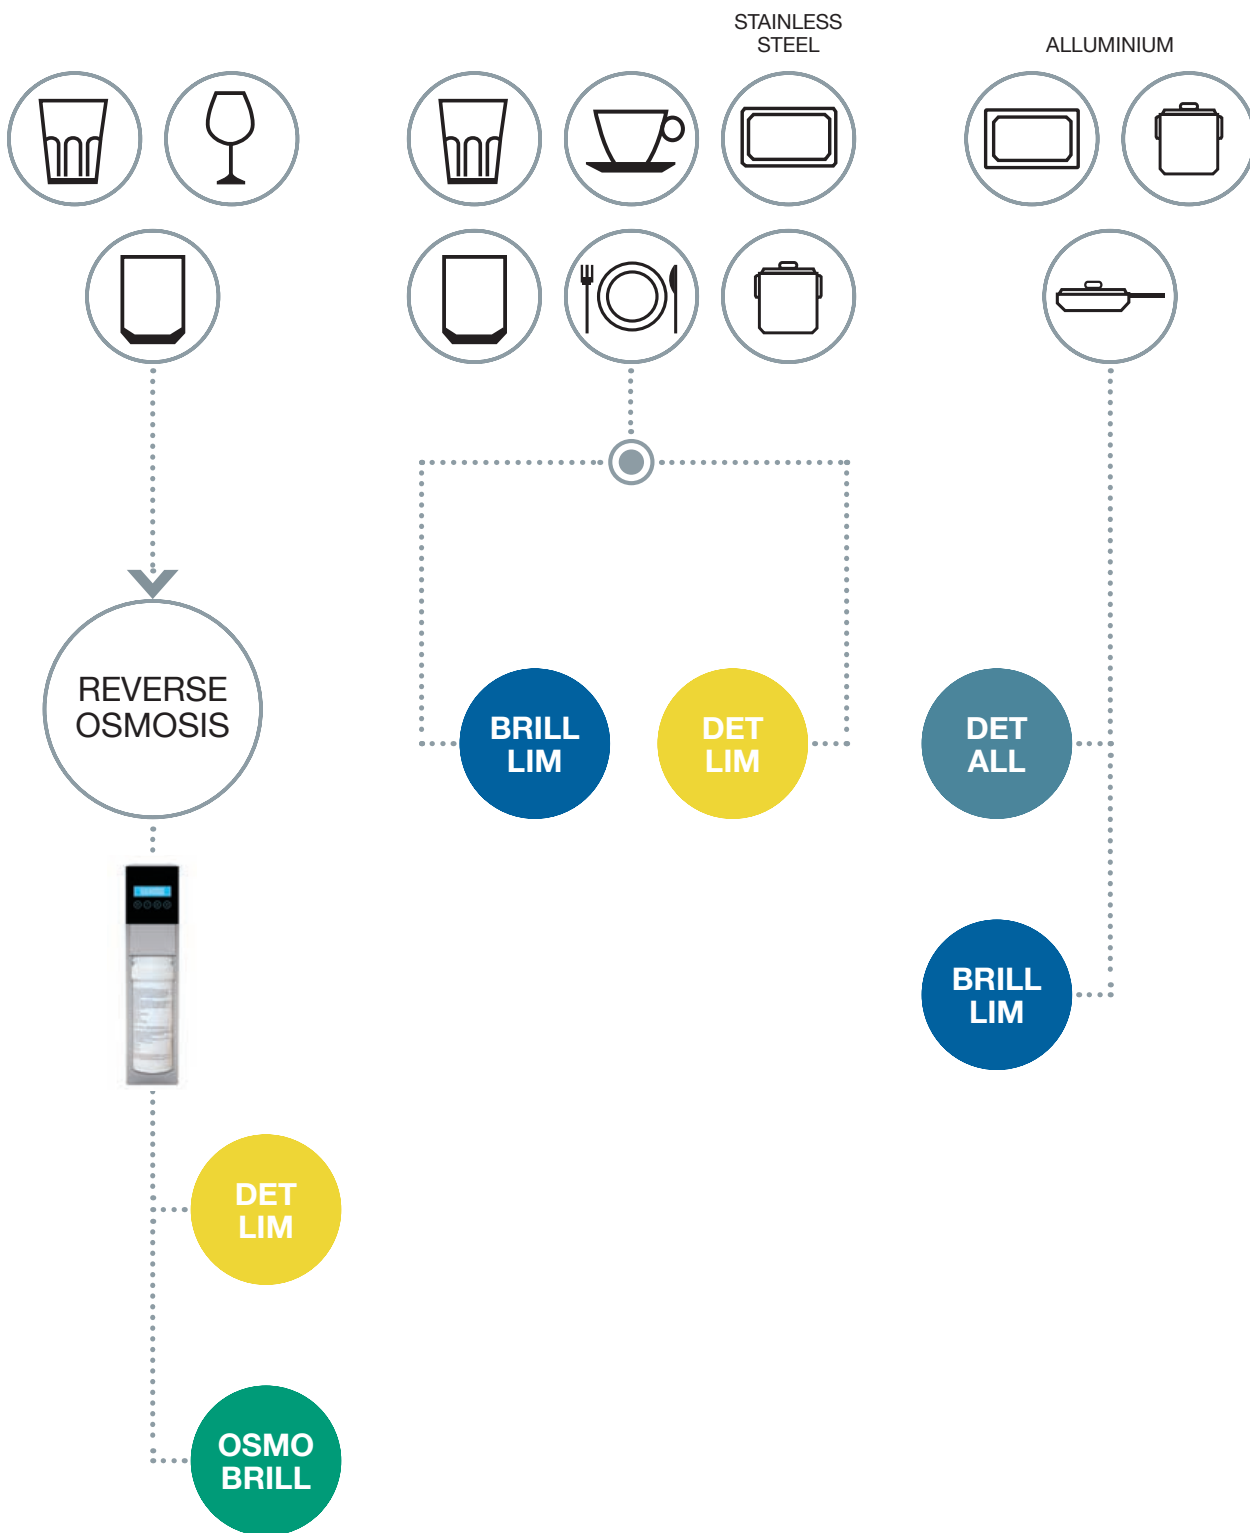 STAINLESS
STEEL
ALLUMINIUM
REVERSE
OSMOSIS
BRILL
LIM
DET
LIM
DET
ALL
BRILL
LIM
DET
LIM
OSMO
BRILL